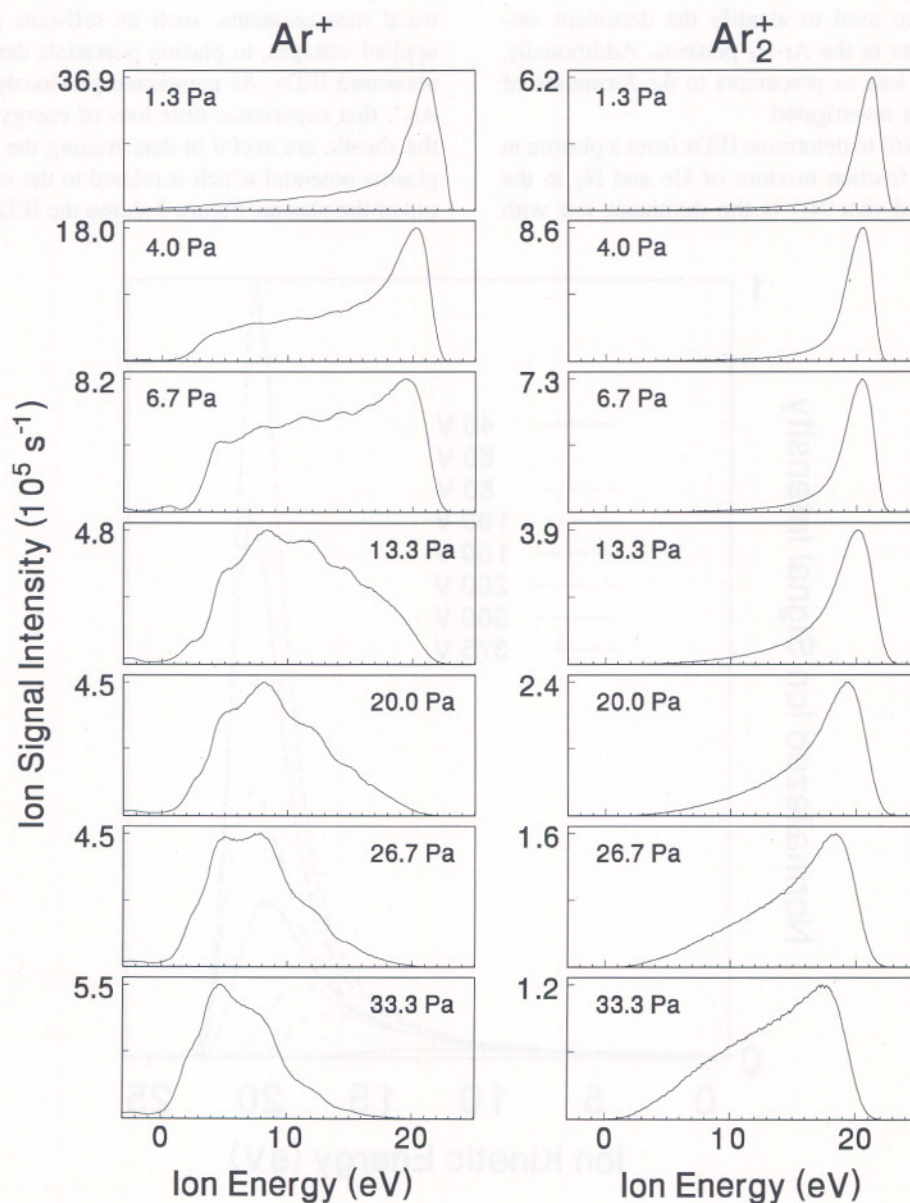 Ar⁺ Ar₂⁺
36.9 1.3 Pa 6.2 1.3 Pa
18.0 4.0 Pa 8.6 4.0 Pa
8.2 6.7 Pa 7.3 6.7 Pa
4.8 13.3 Pa 3.9 13.3 Pa
4.5 20.0 Pa 2.4 20.0 Pa
4.5 26.7 Pa 1.6 26.7 Pa
5.5 33.3 Pa 1.2 33.3 Pa
Ion Signal Intensity (10⁵ s⁻¹)
0 10 20 0 10 20
Ion Energy (eV) Ion Energy (eV)